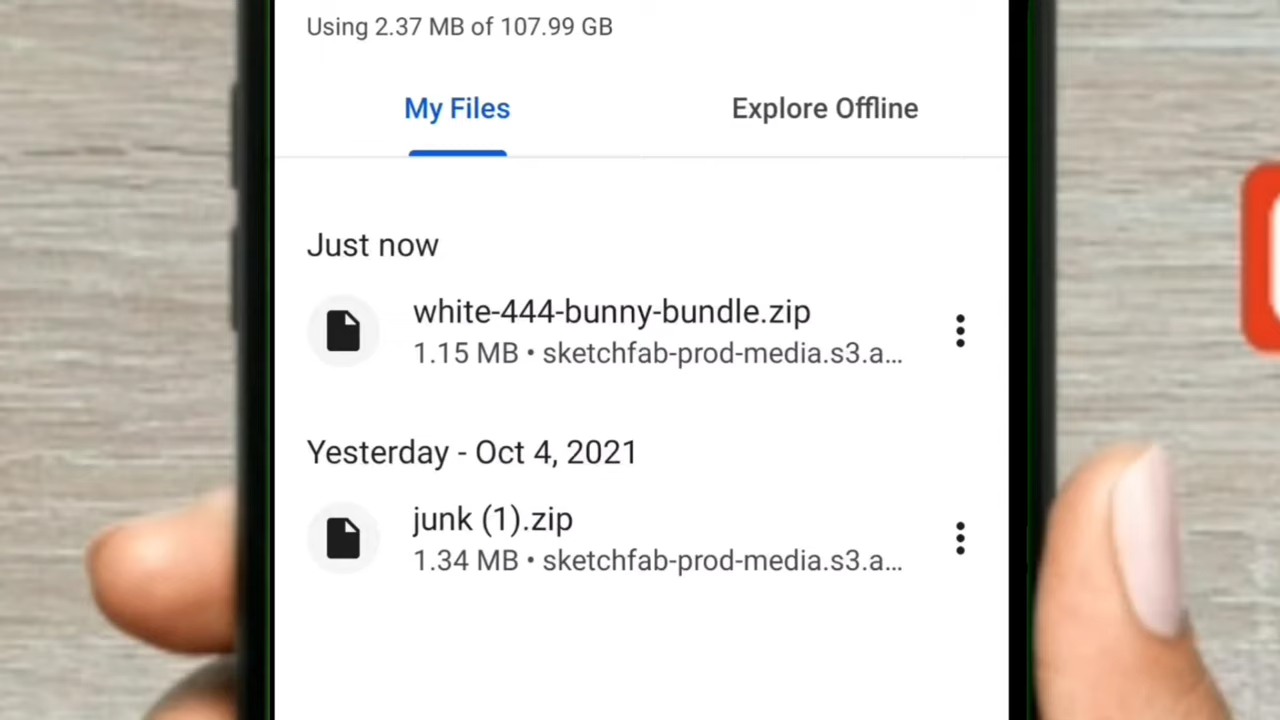 Using 2.37 MB of 107.99 GB
My Files
Explore Offline
Just now
white-444-bunny-bundle.zip
1.15 MB • sketchfab-prod-media.s3.a...
Yesterday - Oct 4, 2021
junk (1).zip
1.34 MB • sketchfab-prod-media.s3.a...